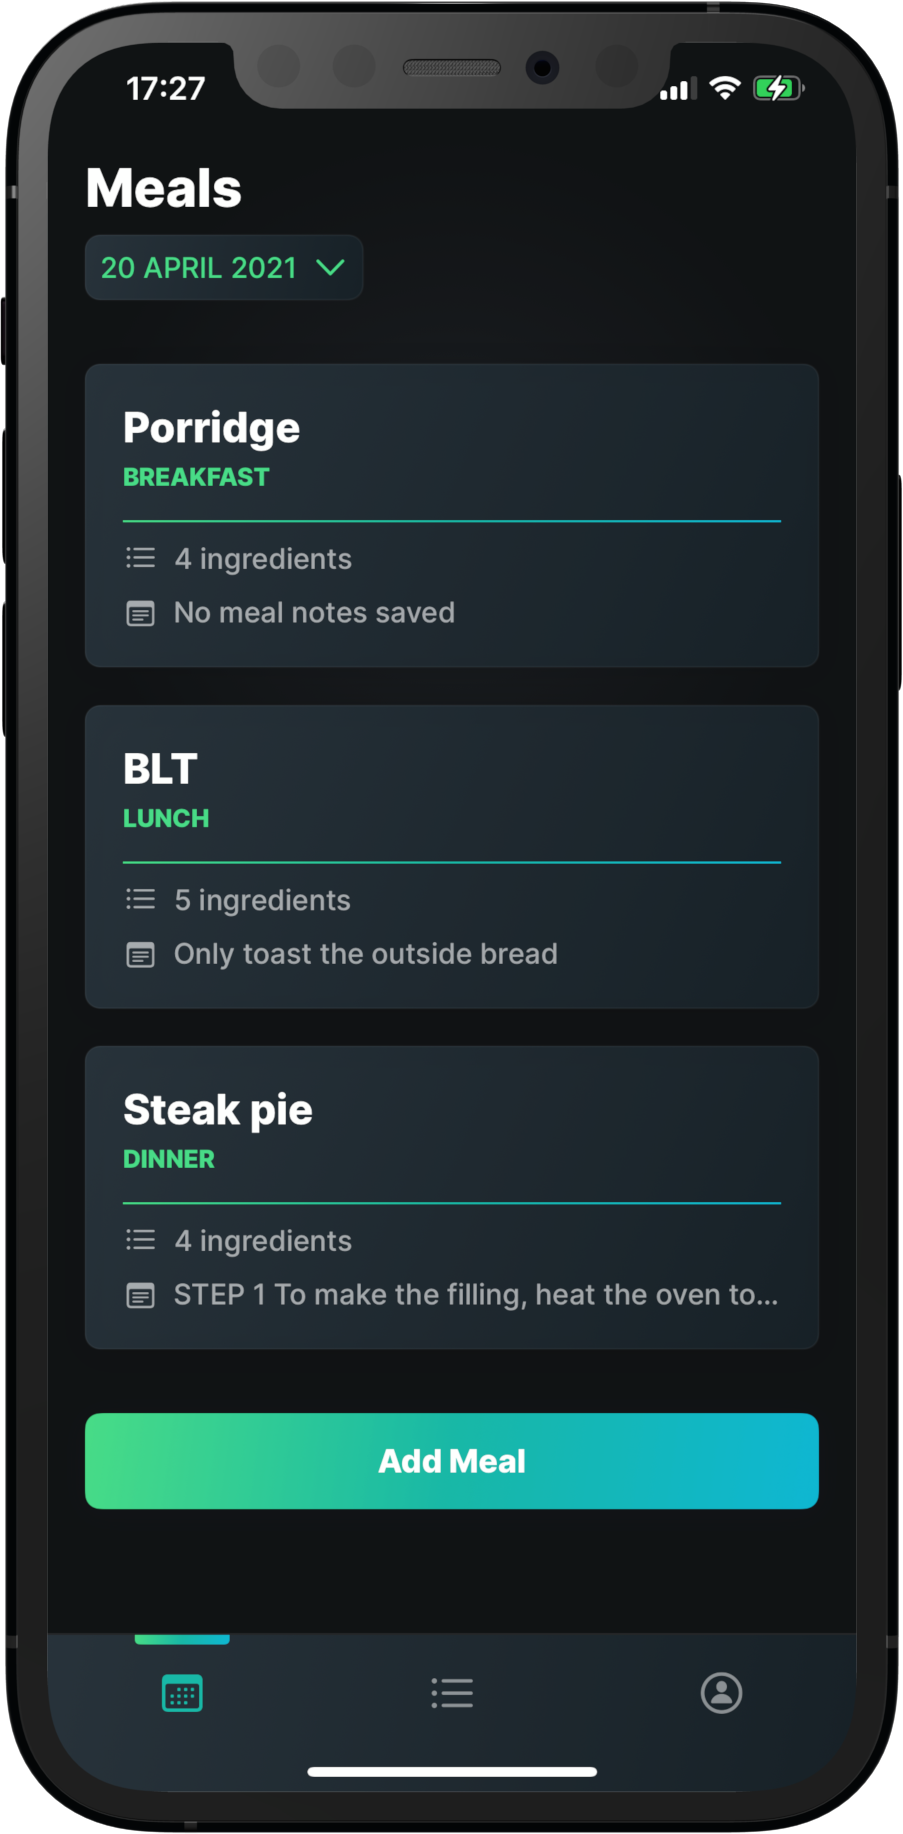 17:27
Meals
20 APRIL 2021
Porridge
BREAKFAST
4 ingredients
No meal notes saved
BLT
LUNCH
5 ingredients
Only toast the outside bread
Steak pie
DINNER
4 ingredients
STEP 1 To make the filling, heat the oven to...
Add Meal